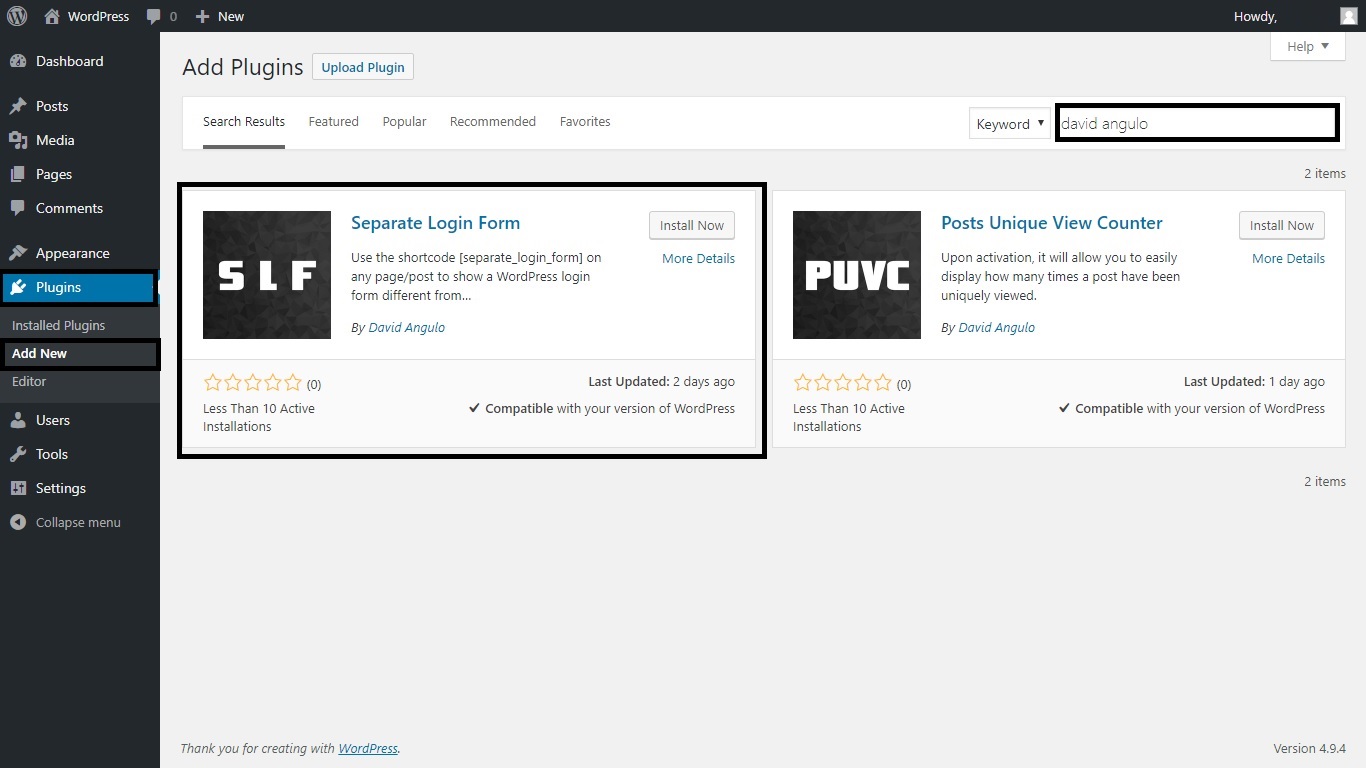 WordPress 0 New Howdy,
Help
Dashboard
Posts
Media
Pages
Comments
Appearance
Plugins
Installed Plugins
Add New
Editor
Users
Tools
Settings
Collapse menu
Add Plugins Upload Plugin
Search Results Featured Popular Recommended Favorites Keyword david angulo
2 items
SLF
Separate Login Form
Install Now
More Details
Use the shortcode [separate_login_form] on
any page/post to show a WordPress login
form different from...
By David Angulo
(0)
Less Than 10 Active
Installations
Last Updated: 2 days ago
Compatible with your version of WordPress
PUVC
Posts Unique View Counter
Install Now
More Details
Upon activation, it will allow you to easily
display how many times a post have been
uniquely viewed.
By David Angulo
(0)
Less Than 10 Active
Installations
Last Updated: 1 day ago
Compatible with your version of WordPress
2 items
Thank you for creating with WordPress.
Version 4.9.4